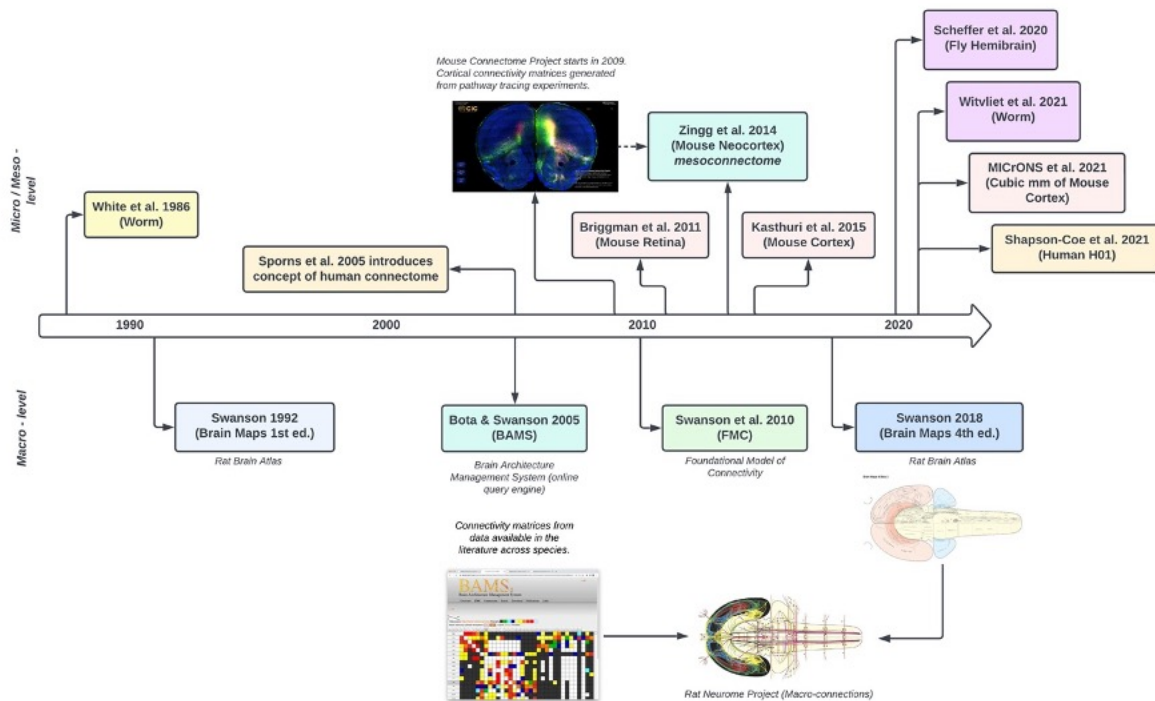 Scheffer et al. 2020
(Fly Hemibrain)
Mouse Connectome Project starts in 2009.
Cortical connectivity matrices generated
from pathway tracing experiments.
CIC
Zingg et al. 2014
(Mouse Neocortex)
mesoconnectome
Witvliet et al. 2021
(Worm)
MICrONS et al. 2021
(Cubic mm of Mouse
Cortex)
Micro / Meso -
level
White et al. 1986
(Worm)
Briggman et al. 2011
(Mouse Retina)
Kasthuri et al. 2015
(Mouse Cortex)
Shapson-Coe et al. 2021
(Human H01)
Sporns et al. 2005 introduces
concept of human connectome
1990
2000
2010
2020
Macro - level
Swanson 1992
(Brain Maps 1st ed.)
Rat Brain Atlas
Bota & Swanson 2005
(BAMS)
Brain Architecture
Management System (online
query engine)
Swanson et al. 2010
(FMC)
Foundational Model of
Connectivity
Swanson 2018
(Brain Maps 4th ed.)
Rat Brain Atlas
Connectivity matrices from
data available in the
literature across species.
BAMS
Brain Architecture Management System
Rat Neurome Project (Macro-connections)